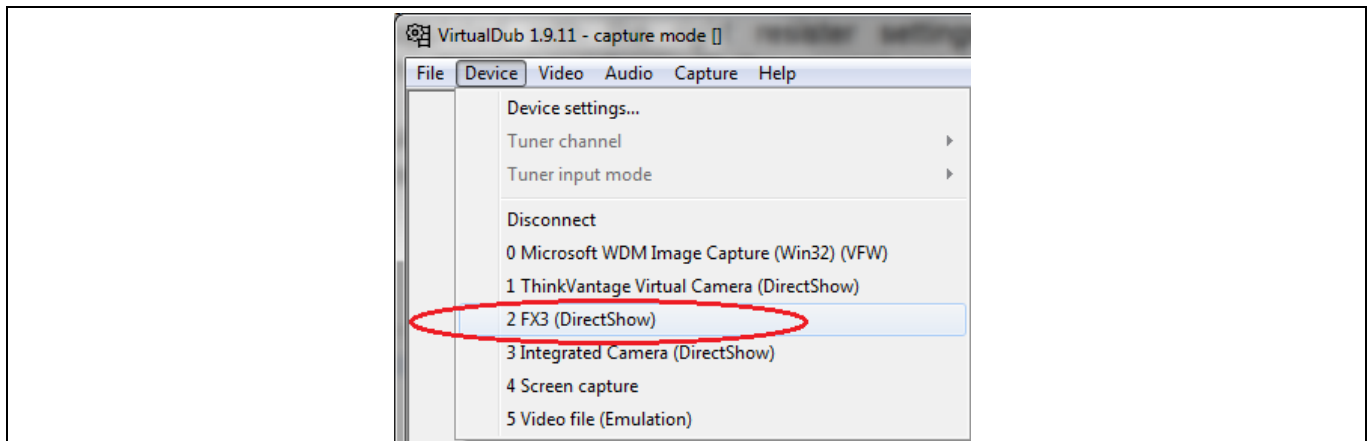 VirtualDub 1.9.11 - capture mode []
File Device Video Audio Capture Help
Device settings...
Tuner channel
Tuner input mode
Disconnect
0 Microsoft WDM Image Capture (Win32) (VFW)
1 ThinkVantage Virtual Camera (DirectShow)
2 FX3 (DirectShow)
3 Integrated Camera (DirectShow)
4 Screen capture
5 Video file (Emulation)